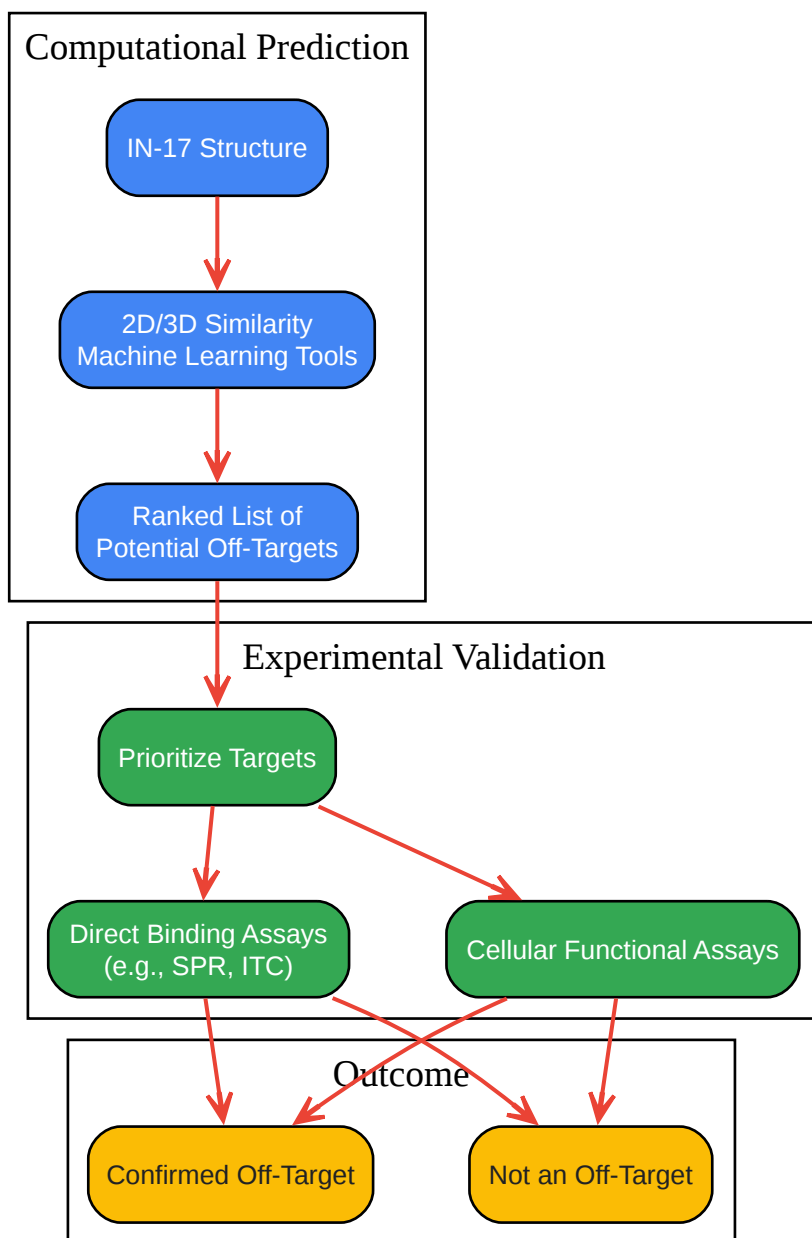 Computational Prediction
IN-17 Structure
2D/3D Similarity
Machine Learning Tools
Ranked List of
Potential Off-Targets
Experimental Validation
Prioritize Targets
Direct Binding Assays
(e.g., SPR, ITC)
Cellular Functional Assays
Outcome
Confirmed Off-Target
Not an Off-Target